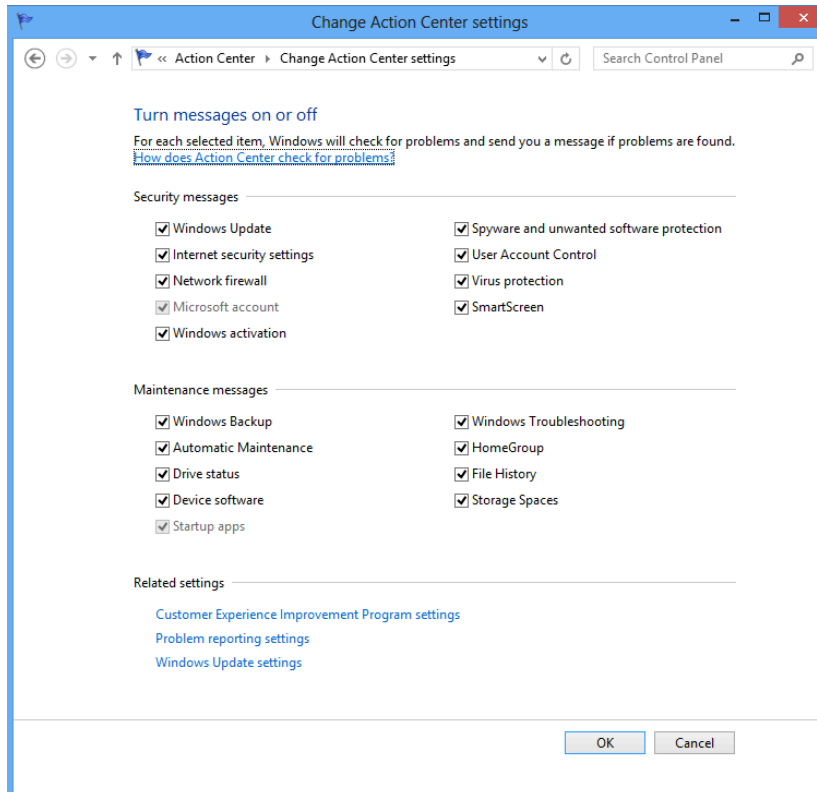 Change Action Center settings
« Action Center Change Action Center settings Search Control Panel
Turn messages on or off
For each selected item, Windows will check for problems and send you a message if problems are found.
How does Action Center check for problems?
Security messages
Windows Update
Internet security settings
Network firewall
Microsoft account
Windows activation
Spyware and unwanted software protection
User Account Control
Virus protection
SmartScreen
Maintenance messages
Windows Backup
Automatic Maintenance
Drive status
Device software
Startup apps
Windows Troubleshooting
HomeGroup
File History
Storage Spaces
Related settings
Customer Experience Improvement Program settings
Problem reporting settings
Windows Update settings
OK Cancel